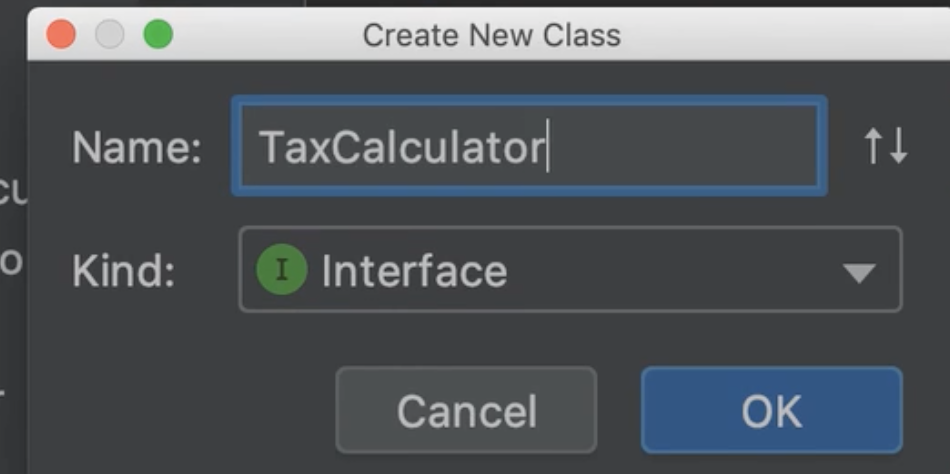 Create New Class
Name: TaxCalculator
Kind: I Interface
Cancel OK